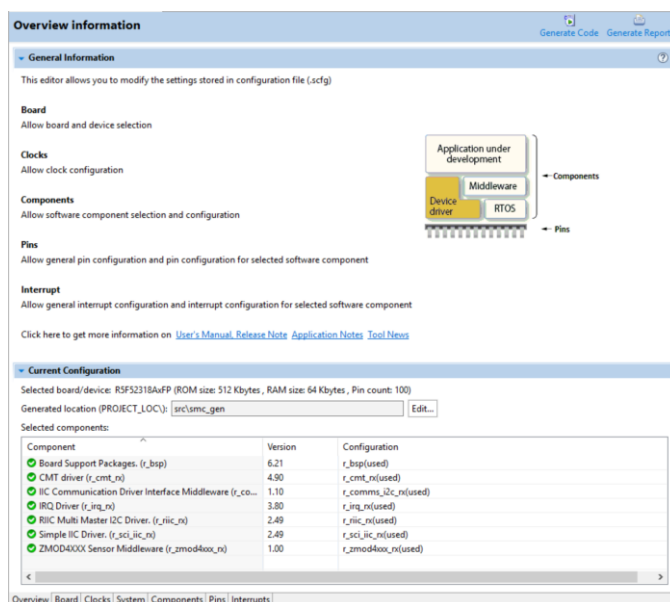 Overview information
Generate Code Generate Report
General Information
This editor allows you to modify the settings stored in configuration file (.scfg)
Board
Allow board and device selection
Clocks
Allow clock configuration
Components
Allow software component selection and configuration
Pins
Allow general pin configuration and pin configuration for selected software component
Interrupt
Allow general interrupt configuration and interrupt configuration for selected software component
Application under
development
Middleware
Device
driver
RTOS
Components
Pins
Click here to get more information on User's Manual, Release Note Application Notes Tool News
Current Configuration
Selected board/device: R5F52318AxFP (ROM size: 512 Kbytes , RAM size: 64 Kbytes , Pin count: 100)
Generated location (PROJECT_LOC\): src\smc_gen Edit...
Selected components:
Component Version Configuration
Board Support Packages. (r_bsp) 6.21 r_bsp(used)
CMT driver (r_cmt_rx) 4.90 r_cmt_rx(used)
IIC Communication Driver Interface Middleware (r_co... 1.10 r_comms_i2c_rx(used)
IRQ Driver (r_irq_rx) 3.80 r_irq_rx(used)
RIIC Multi Master I2C Driver. (r_riic_rx) 2.49 r_riic_rx(used)
Simple IIC Driver. (r_sci_iic_rx) 2.49 r_sci_iic_rx(used)
ZMOD4XXX Sensor Middleware (r_zmod4xxx_rx) 1.00 r_zmod4xxx_rx(used)
Overview Board Clocks System Components Pins Interrupts